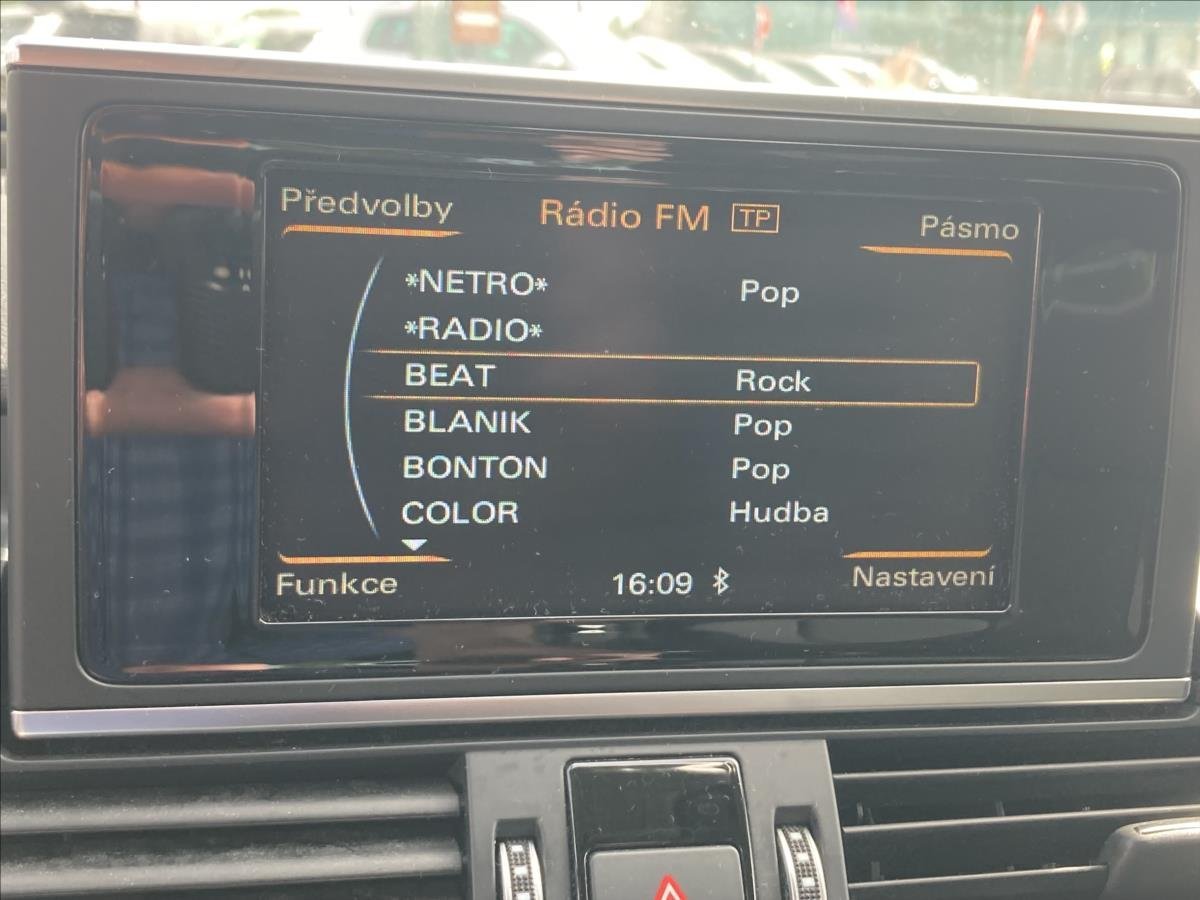 Předvolby Rádio FM TP Pásmo
*NETRO* Pop
*RADIO*
BEAT Rock
BLANIK Pop
BONTON Pop
COLOR Hudba
Funkce 16:09 Nastavení